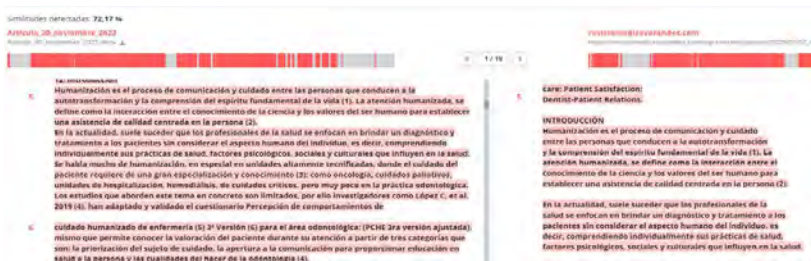 Similitudes detectadas: 72,17 %
Artículo_30_noviembre_2022
1 / 19
Humanización es el proceso de comunicación y cuidado entre las personas que conducen a la
autotransformación y la comprensión del espíritu fundamental de la vida (1). La atención humanizada, se
define como la interacción entre el conocimiento de la ciencia y los valores del ser humano para establecer
una asistencia de calidad centrada en la persona (2).
En la actualidad, suele suceder que los profesionales de la salud se enfocan en brindar un diagnóstico y
tratamiento a los pacientes sin considerar el aspecto humano del individuo, es decir, comprendiendo
individualmente sus prácticas de salud, factores psicológicos, sociales y culturales que influyen en la salud.
Se habla mucho de humanización, en especial en unidades altamente tecnificadas, donde el cuidado del
paciente requiere de una gran especialización y conocimiento (3); como oncología, cuidados paliativos,
unidades de hospitalización, hemodiálisis, de cuidados críticos, pero muy poco en la práctica odontológica.
Los estudios que aborden este tema en concreto son limitados, por ello investigadores como López C, et al.
2019 (4), han adaptado y validado el cuestionario Percepción de comportamientos de
cuidado humanizado de enfermería (5) 3ª Versión (6) para el área odontológica: (PCHE 3ra versión ajustada),
mismo que permite conocer la valoración del paciente durante su atención a partir de tres categorías que
son: la priorización del sujeto de cuidado, la apertura a la comunicación para proporcionar educación en
salud a la persona y las cualidades del hacer de la odontología (4).
care: Patient Satisfaction:
Dentist-Patient Relations.
INTRODUCCIÓN
Humanización es el proceso de comunicación y cuidado
entre las personas que conducen a la autotransformación
y la comprensión del espíritu fundamental de la vida (1). La
atención humanizada, se define como la interacción entre el
conocimiento de la ciencia y los valores del ser humano para
establecer una asistencia de calidad centrada en la persona (2).
En la actualidad, suele suceder que los profesionales de la
salud se enfocan en brindar un diagnóstico y tratamiento a los
pacientes sin considerar el aspecto humano del individuo, es
decir, comprendiendo individualmente sus prácticas de salud,
factores psicológicos, sociales y culturales que influyen en la salud.